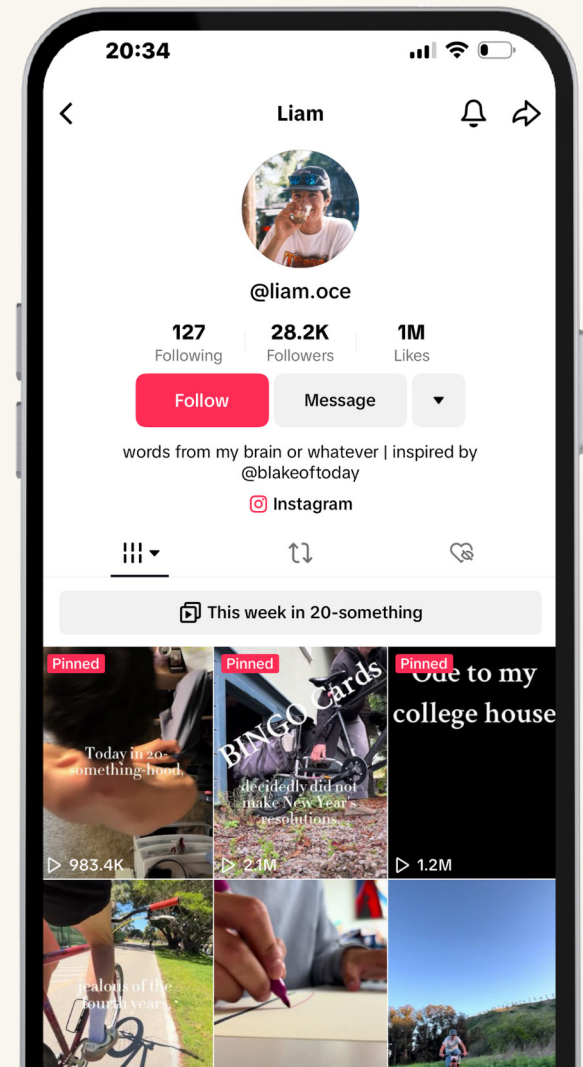 20:34
Liam
@liam.oce
127
Following
28.2K
Followers
1M
Likes
Follow
Message
words from my brain or whatever | inspired by
@blakeoftoday
Instagram
This week in 20-something
Pinned
Today in 20-
something-hood,
983.4K
Pinned
BINGO Cards
decidedly did not
make New Year's
resolutions
2.1M
Pinned
Ode to my
college house
1.2M
jealous of the
fourth years,